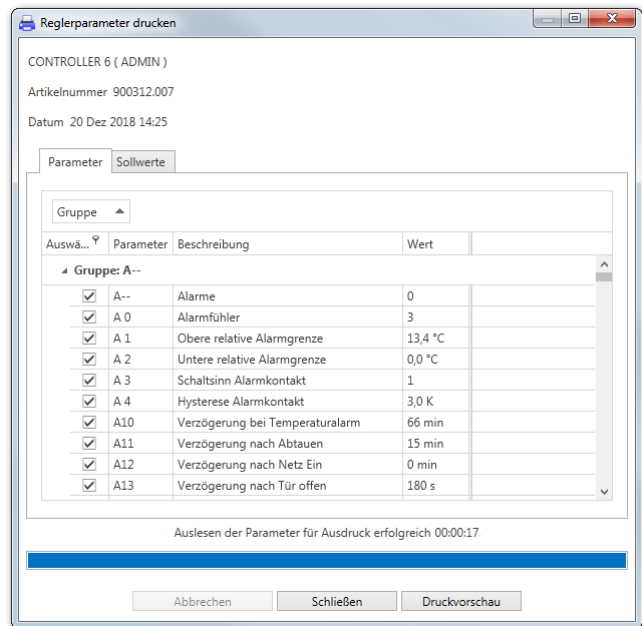 Reglerparameter drucken
CONTROLLER 6 ( ADMIN )
Artikelnummer 900312.007
Datum 20 Dez 2018 14:25
Parameter Sollwerte
Gruppe
Auswä... Parameter Beschreibung Wert
Gruppe: A--
A-- Alarme 0
A 0 Alarmfühler 3
A 1 Obere relative Alarmgrenze 13,4 °C
A 2 Untere relative Alarmgrenze 0,0 °C
A 3 Schaltsinn Alarmkontakt 1
A 4 Hysterese Alarmkontakt 3,0 K
A10 Verzögerung bei Temperaturalarm 66 min
A11 Verzögerung nach Abtauen 15 min
A12 Verzögerung nach Netz Ein 0 min
A13 Verzögerung nach Tür offen 180 s
Auslesen der Parameter für Ausdruck erfolgreich 00:00:17.
Abbrechen Schließen Druckvorschau